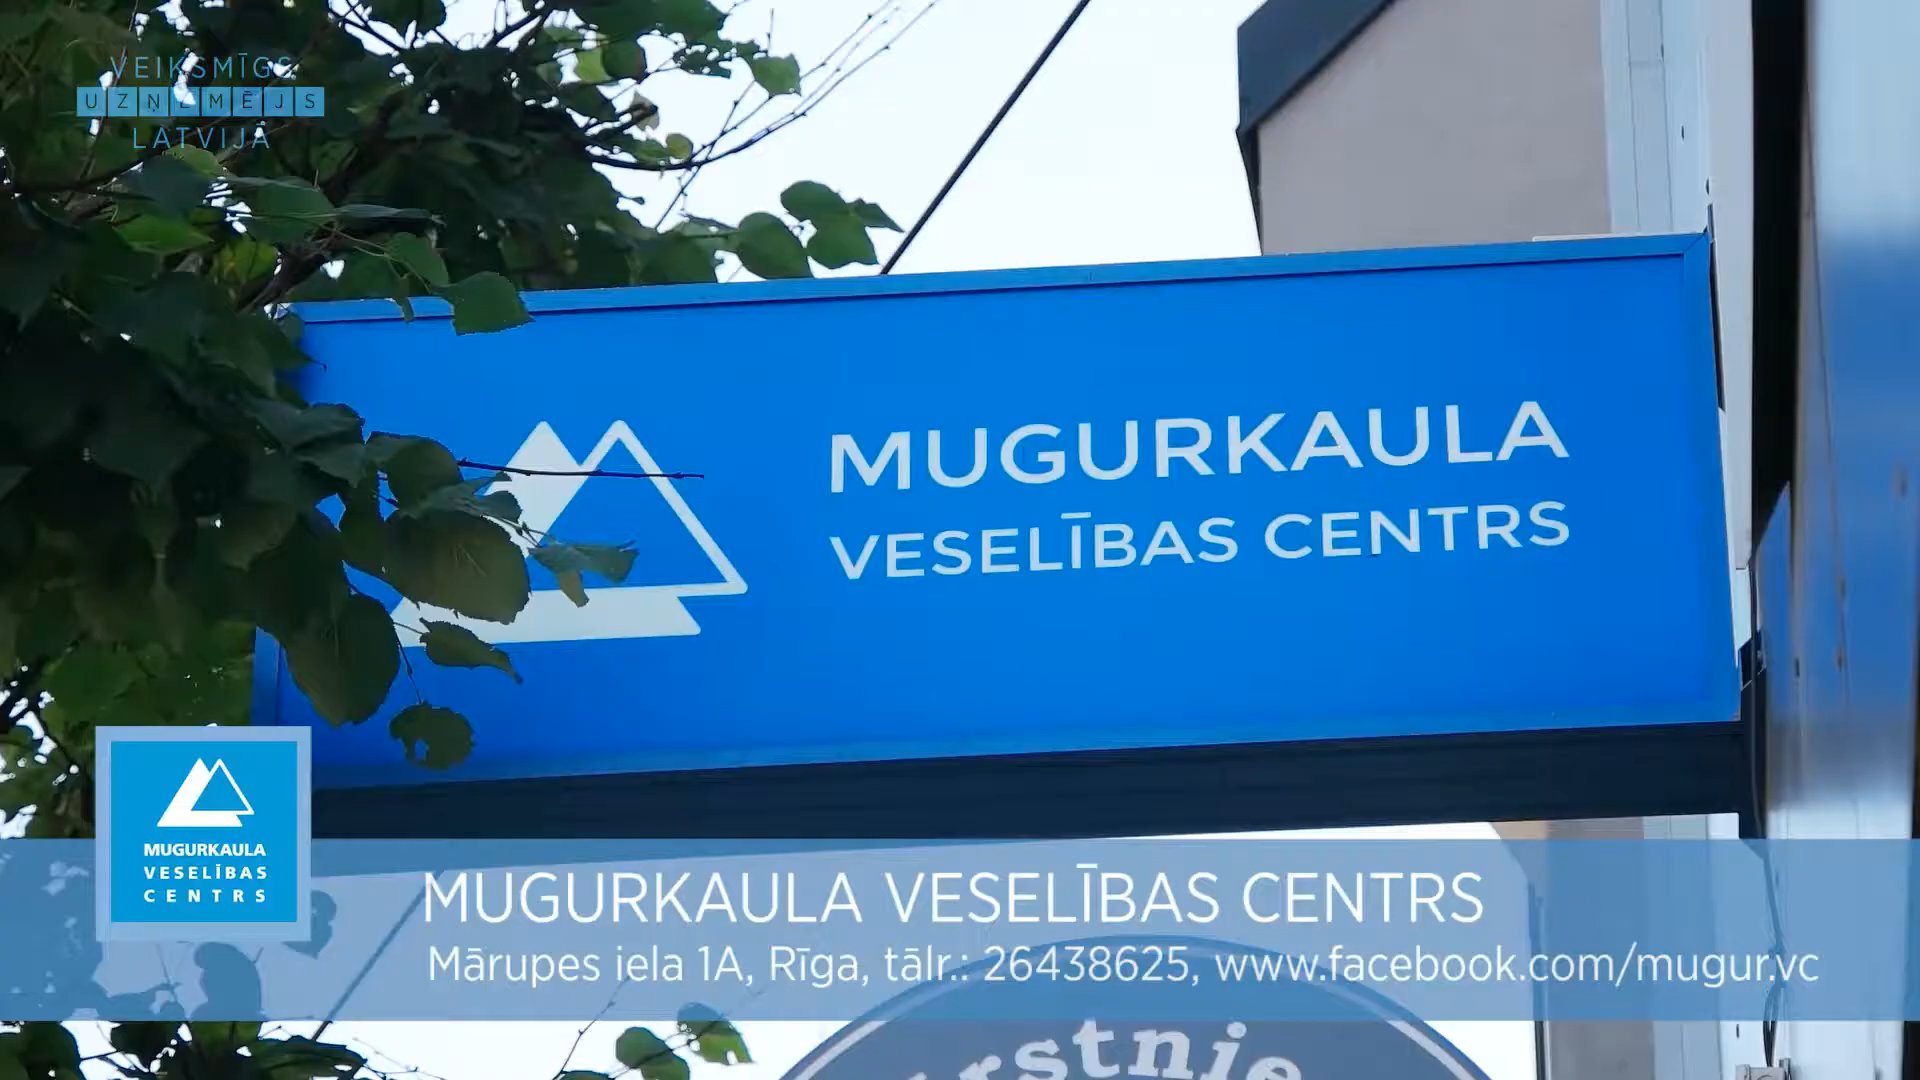 VEIKSMĪGS
UZŅĒMĒJS
LATVIJĀ
MUGURKAULA
VESELĪBAS CENTRS
MUGURKAULA
VESELĪBAS
CENTRS
MUGURKAULA VESELĪBAS CENTRS
Mārupes iela 1A, Rīga, tālr.: 26438625, www.facebook.com/mugur.vc